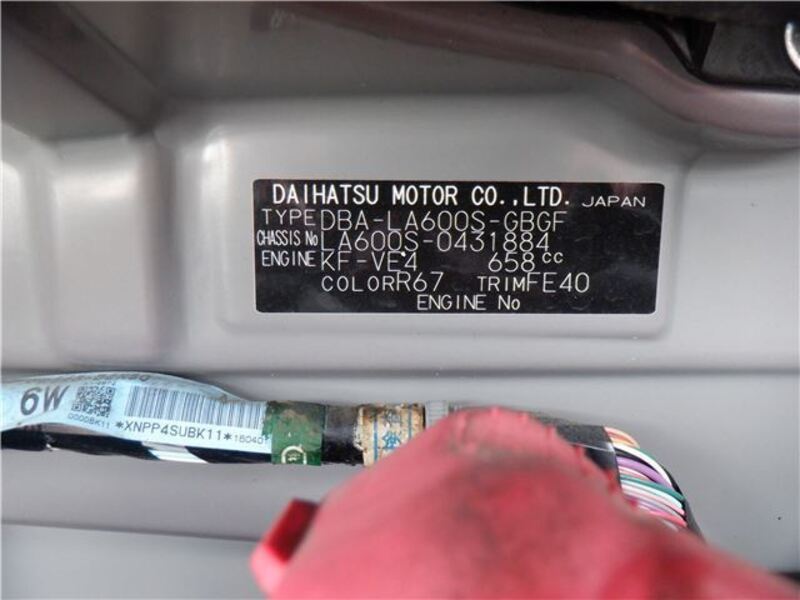 DAIHATSU MOTOR CO.,LTD. JAPAN
TYPE DBA-LA600S-GBGF
CHASSIS No LA600S-0431884
ENGINE KF-VE4 658cc
COLOR R67 TRIM FE40
ENGINE No
6W
00008K11
*XNPP4SUBK11*